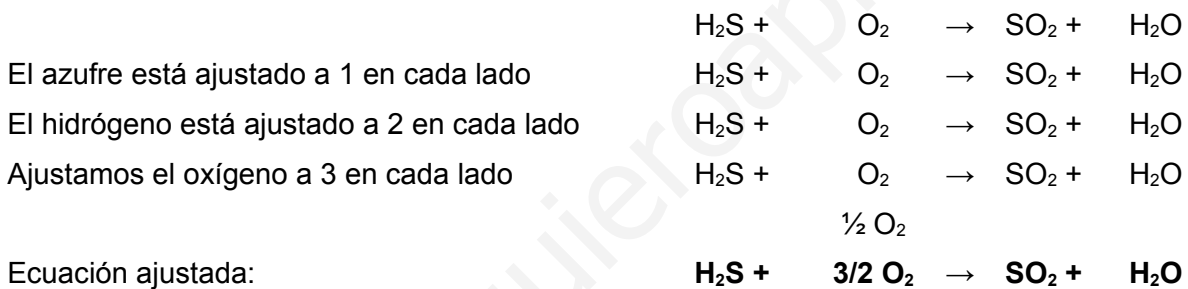 H₂S + O₂ → SO₂ + H₂O
El azufre está ajustado a 1 en cada lado H₂S + O₂ → SO₂ + H₂O
El hidrógeno está ajustado a 2 en cada lado H₂S + O₂ → SO₂ + H₂O
Ajustamos el oxígeno a 3 en cada lado H₂S + O₂ → SO₂ + H₂O
½ O₂
Ecuación ajustada: H₂S + 3/2 O₂ → SO₂ + H₂O